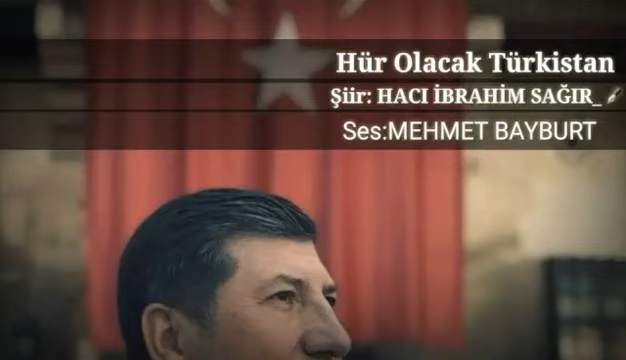 Hür Olacak Türkistan
Şiir: HACI İBRAHİM SAĞIR_
Ses:MEHMET BAYBURT